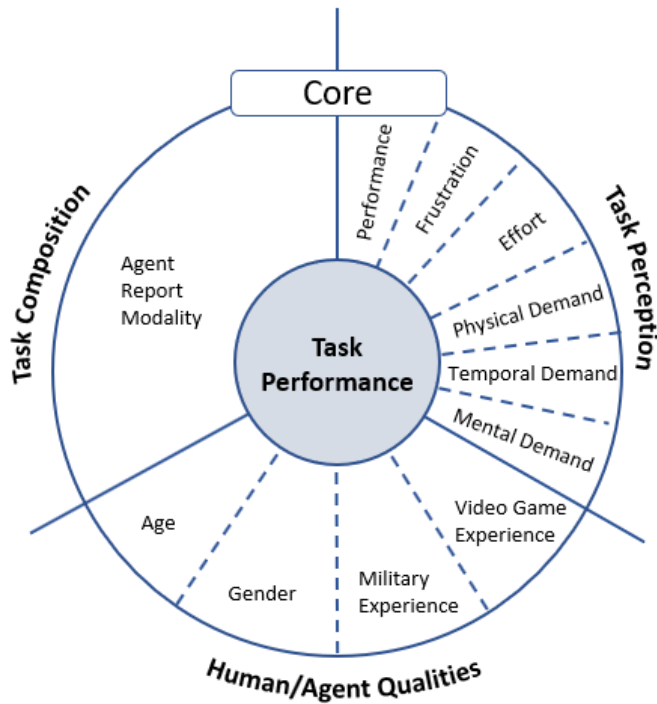 Core
Task Composition
Agent
Report
Modality
Performance
Frustration
Effort
Physical Demand
Temporal Demand
Mental Demand
Task Perception
Task
Performance
Age
Gender
Military
Experience
Video Game
Experience
Human/Agent Qualities